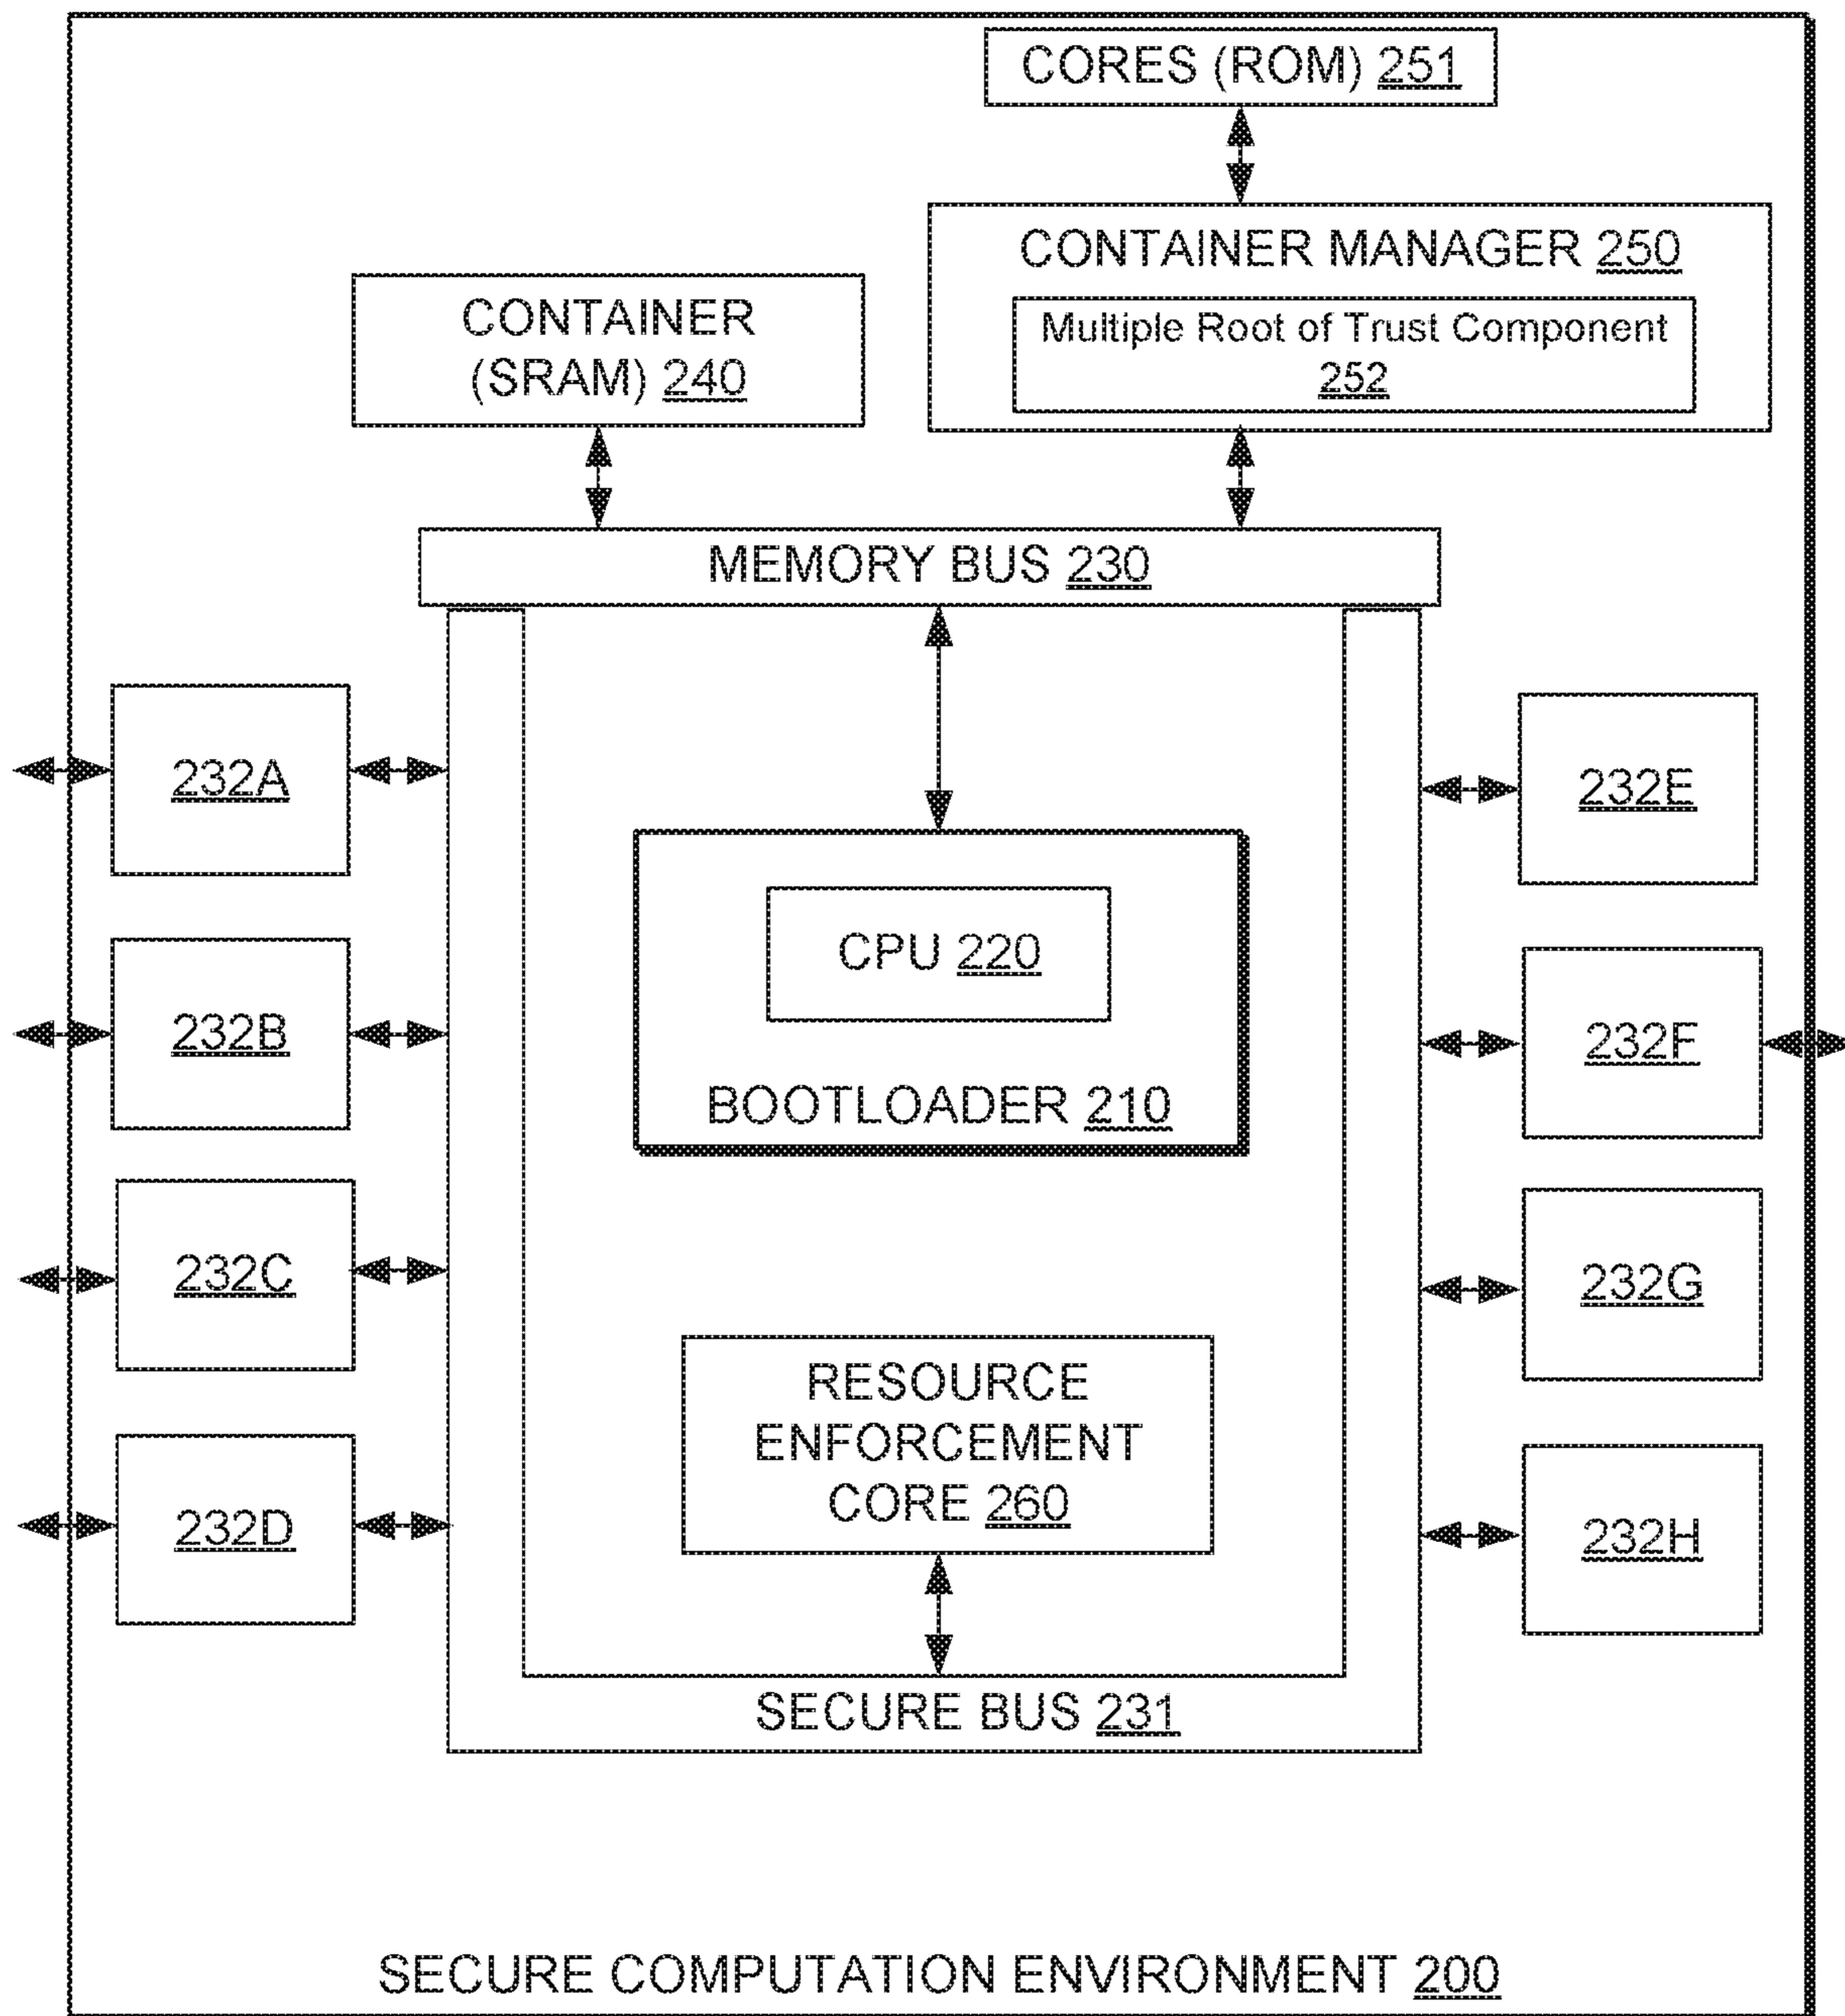 CORES (ROM) 251
CONTAINER MANAGER 250
Multiple Root of Trust Component
252
CONTAINER
(SRAM) 240
MEMORY BUS 230
232A
232E
CPU 220
232B
232F
BOOTLOADER 210
232C
232G
RESOURCE
ENFORCEMENT
CORE 260
232D
232H
SECURE BUS 231
SECURE COMPUTATION ENVIRONMENT 200